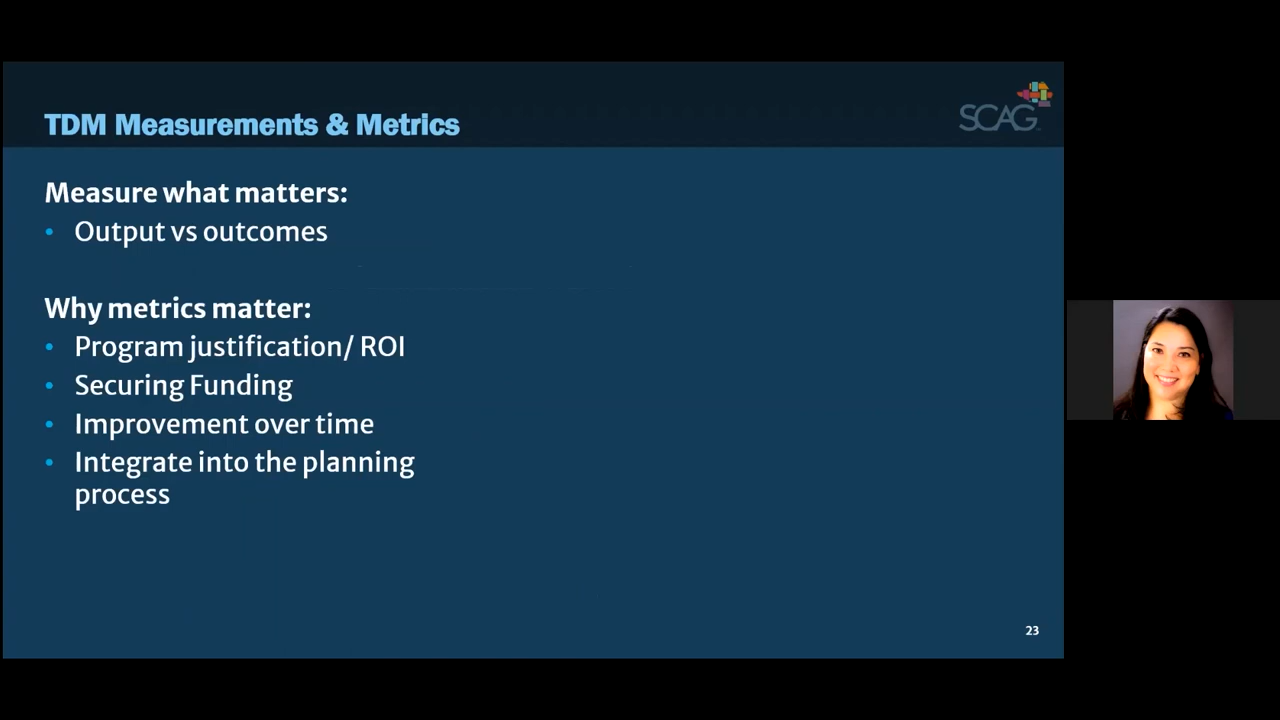 TDM Measurements & Metrics
SCAG
Measure what matters:
• Output vs outcomes
Why metrics matter:
• Program justification/ ROI
• Securing Funding
• Improvement over time
• Integrate into the planning
process
23